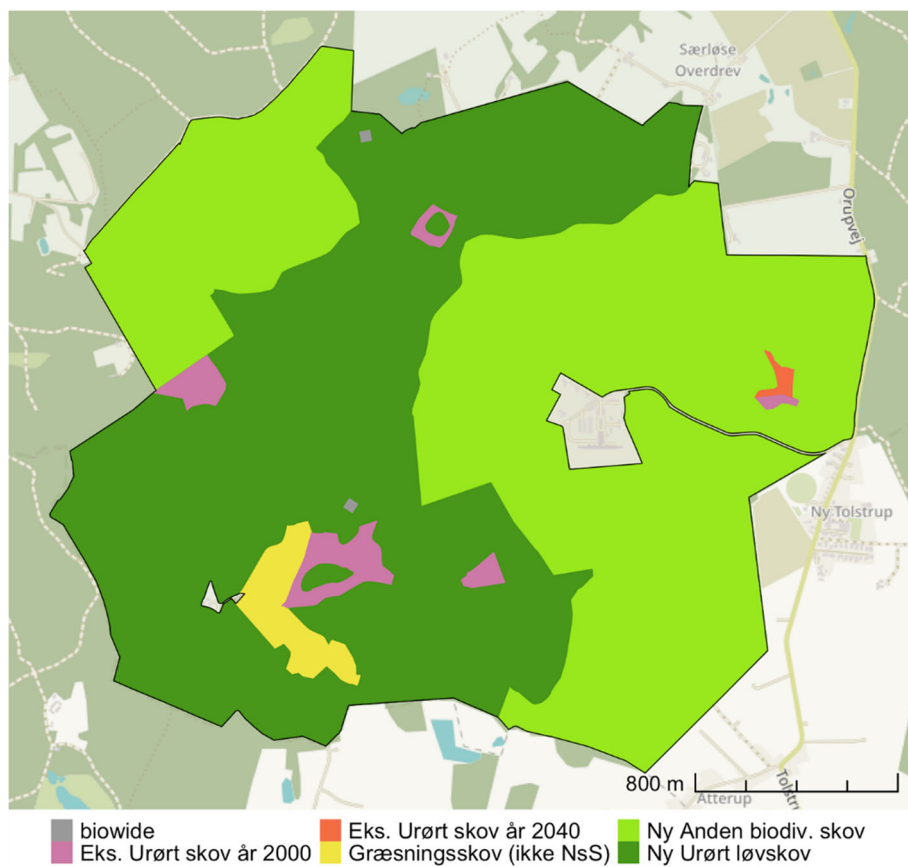 Særløse
Overdrev
Orupvej
Ny Tolstrup
800 m
Atterup
biowide
Eks. Urørt skov år 2000
Eks. Urørt skov år 2040
Græsningsskov (ikke NsS)
Ny Anden biodiv. skov
Ny Urørt løvskov